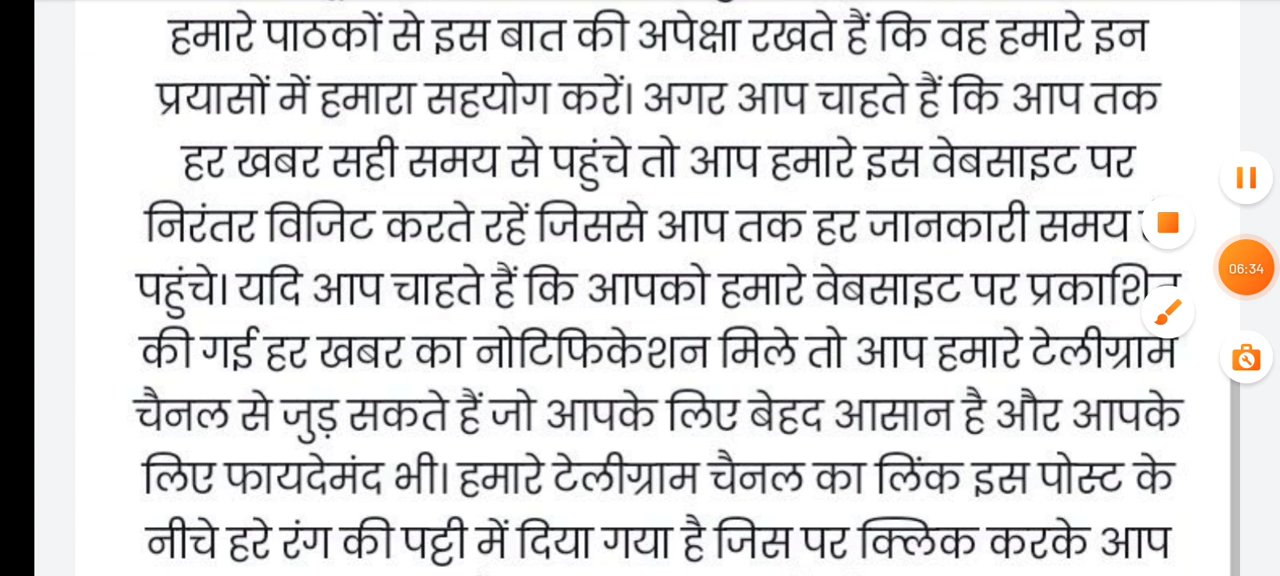 हमारे पाठकों से इस बात की अपेक्षा रखते हैं कि वह हमारे इन
प्रयासों में हमारा सहयोग करें। अगर आप चाहते हैं कि आप तक
हर खबर सही समय से पहुंचे तो आप हमारे इस वेबसाइट पर
निरंतर विजिट करते रहें जिससे आप तक हर जानकारी समय
पहुंचे। यदि आप चाहते हैं कि आपको हमारे वेबसाइट पर प्रकाशित
की गई हर खबर का नोटिफिकेशन मिले तो आप हमारे टेलीग्राम
चैनल से जुड़ सकते हैं जो आपके लिए बेहद आसान है और आपके
लिए फायदेमंद भी। हमारे टेलीग्राम चैनल का लिंक इस पोस्ट के
नीचे हरे रंग की पट्टी में दिया गया है जिस पर क्लिक करके आप
06:34